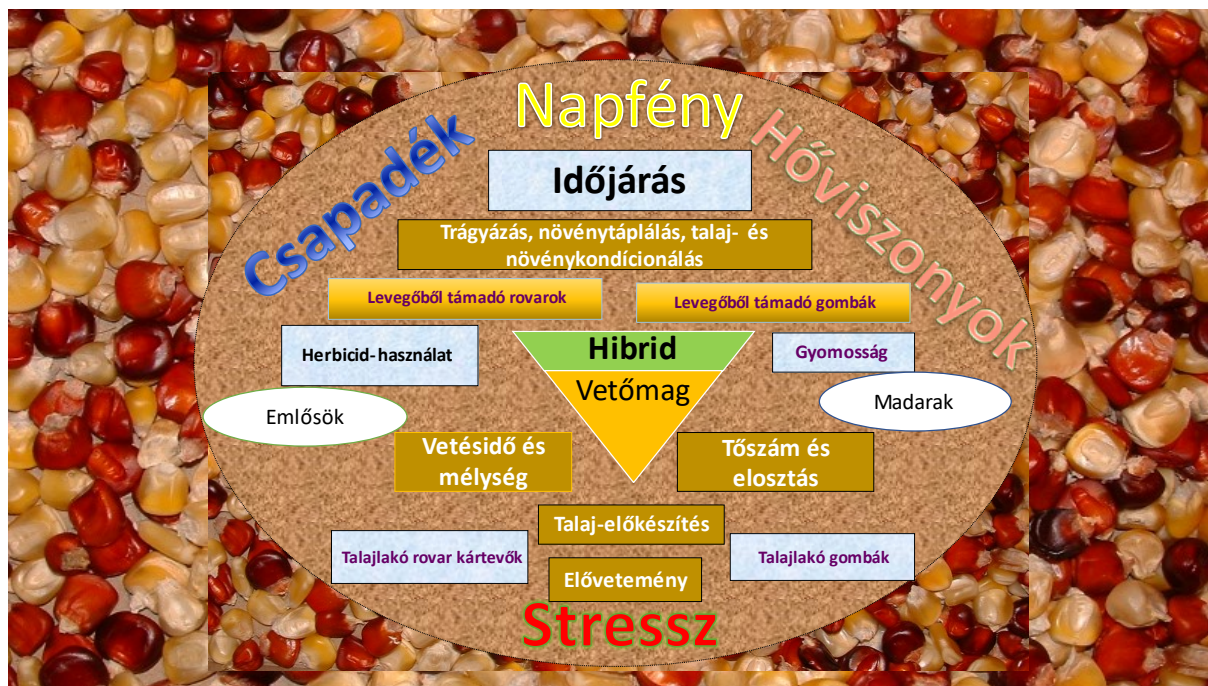 Napfény
Csapadék
Hőviszonyok
Időjárás
Trágyázás, növénytáplálás, talaj- és
növénykondícionálás
Levegőből támadó rovarok
Levegőből támadó gombák
Herbicid-használat
Hibrid
Gyomosság
Vetőmag
Emlősök
Madarak
Vetésidő és
mélység
Tőszám és
elosztás
Talaj-előkészítés
Talajlakó rovar kártevők
Talajlakó gombák
Elővetemény
Stressz